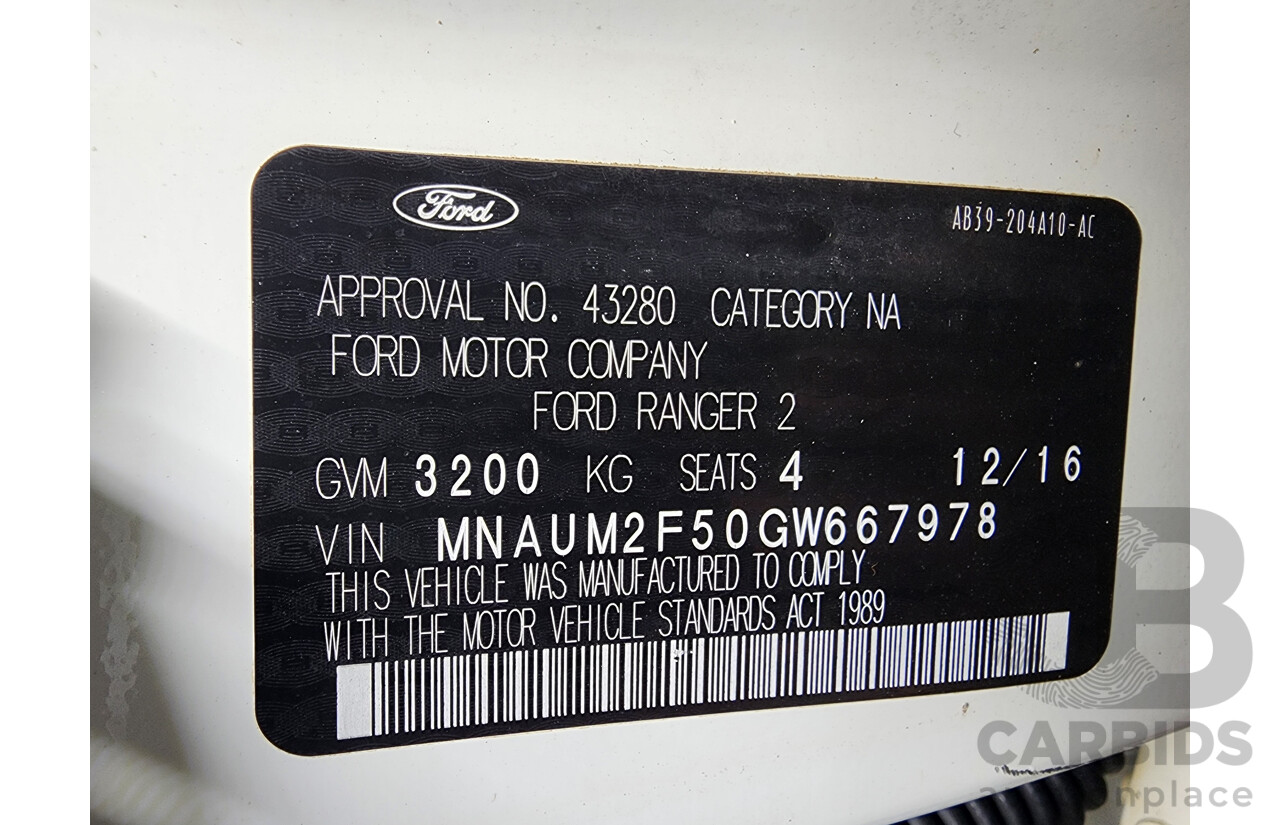 Ford
AB39-204A10-AC
APPROVAL NO. 43280 CATEGORY NA
FORD MOTOR COMPANY
FORD RANGER 2
GVM 3200 KG SEATS 4 12/16
VIN MNAUM2F50GW667978
THIS VEHICLE WAS MANUFACTURED TO COMPLY
WITH THE MOTOR VEHICLE STANDARDS ACT 1989
B
CARBIDS
auctionplace